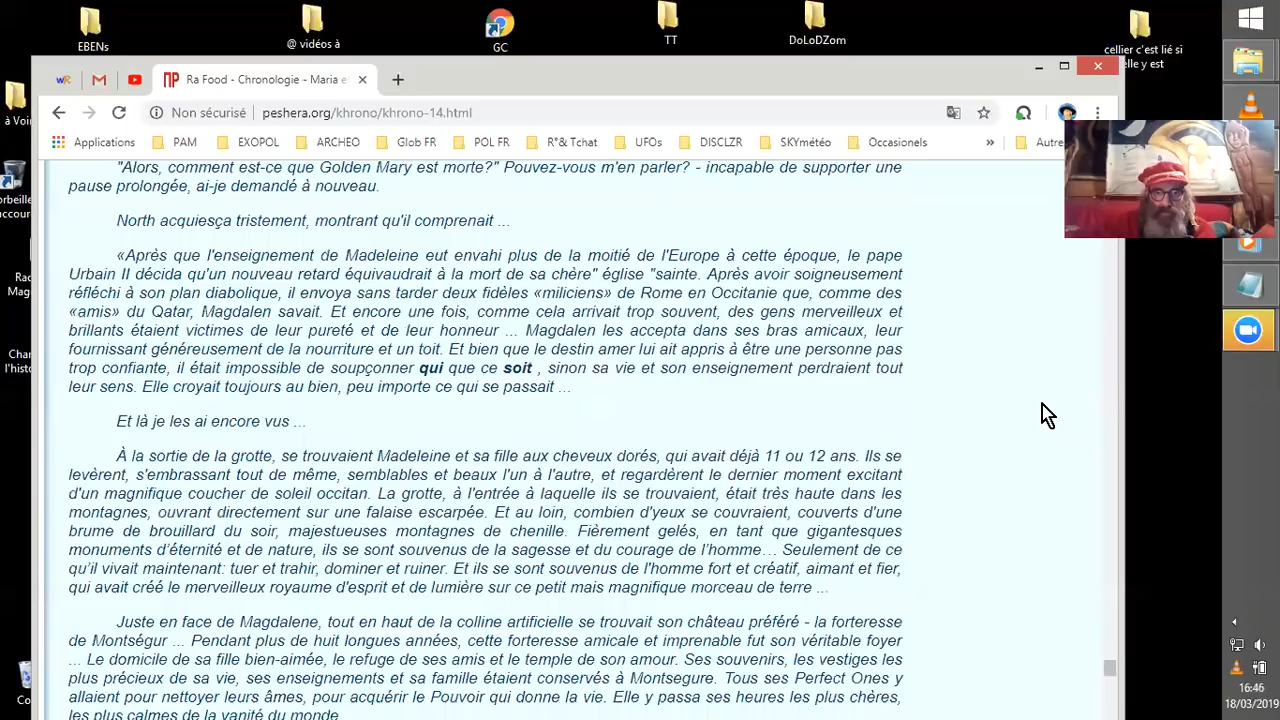 EBENs
@ vidéos à
GC
TT
DoLoDZom
cellier c'est lié si
elle y est
Ra Food - Chronologie - Maria e
Non sécurisé
peshera.org/khrono/khrono-14.html
Applications
PAM
EXOPOL
ARCHEO
Glob FR
POL FR
R°& Tchat
UFOs
DISCLZR
SKYmétéo
Occasionels
»
Autre
à Voir
orbeille
accour
Rac
Mag
Char
l'histo
"Alors, comment est-ce que Golden Mary est morte?" Pouvez-vous m'en parler? - incapable de supporter une
pause prolongée, ai-je demandé à nouveau.
North acquiesça tristement, montrant qu'il comprenait ...
«Après que l'enseignement de Madeleine eut envahi plus de la moitié de l'Europe à cette époque, le pape
Urbain II décida qu'un nouveau retard équivaudrait à la mort de sa chère" église "sainte. Après avoir soigneusement
réfléchi à son plan diabolique, il envoya sans tarder deux fidèles «miliciens» de Rome en Occitanie que, comme des
«amis» du Qatar, Magdalen savait. Et encore une fois, comme cela arrivait trop souvent, des gens merveilleux et
brillants étaient victimes de leur pureté et de leur honneur ... Magdalen les accepta dans ses bras amicaux, leur
fournissant généreusement de la nourriture et un toit. Et bien que le destin amer lui ait appris à être une personne pas
trop confiante, il était impossible de soupçonner qui que ce soit , sinon sa vie et son enseignement perdraient tout
leur sens. Elle croyait toujours au bien, peu importe ce qui se passait ...
Et là je les ai encore vus ...
À la sortie de la grotte, se trouvaient Madeleine et sa fille aux cheveux dorés, qui avait déjà 11 ou 12 ans. Ils se
levèrent, s'embrassant tout de même, semblables et beaux l'un à l'autre, et regardèrent le dernier moment excitant
d'un magnifique coucher de soleil occitan. La grotte, à l'entrée à laquelle ils se trouvaient, était très haute dans les
montagnes, ouvrant directement sur une falaise escarpée. Et au loin, combien d'yeux se couvraient, couverts d'une
brume de brouillard du soir, majestueuses montagnes de chenille. Fièrement gelés, en tant que gigantesques
monuments d'éternité et de nature, ils se sont souvenus de la sagesse et du courage de l'homme… Seulement de ce
qu'il vivait maintenant: tuer et trahir, dominer et ruiner. Et ils se sont souvenus de l'homme fort et créatif, aimant et fier,
qui avait créé le merveilleux royaume d'esprit et de lumière sur ce petit mais magnifique morceau de terre ...
Juste en face de Magdalene, tout en haut de la colline artificielle se trouvait son château préféré - la forteresse
de Montségur ... Pendant plus de huit longues années, cette forteresse amicale et imprenable fut son véritable foyer
... Le domicile de sa fille bien-aimée, le refuge de ses amis et le temple de son amour. Ses souvenirs, les vestiges les
plus précieux de sa vie, ses enseignements et sa famille étaient conservés à Montsegure. Tous ses Perfect Ones y
allaient pour nettoyer leurs âmes, pour acquérir le Pouvoir qui donne la vie. Elle y passa ses heures les plus chères,
les plus calmes de la vanité du monde
16:46
18/03/2019